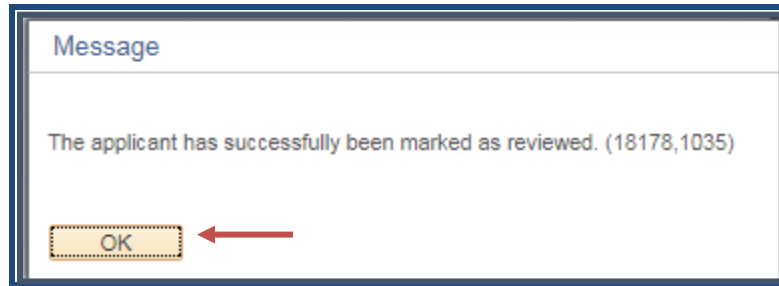 Message
The applicant has successfully been marked as reviewed. (18178,1035)
OK